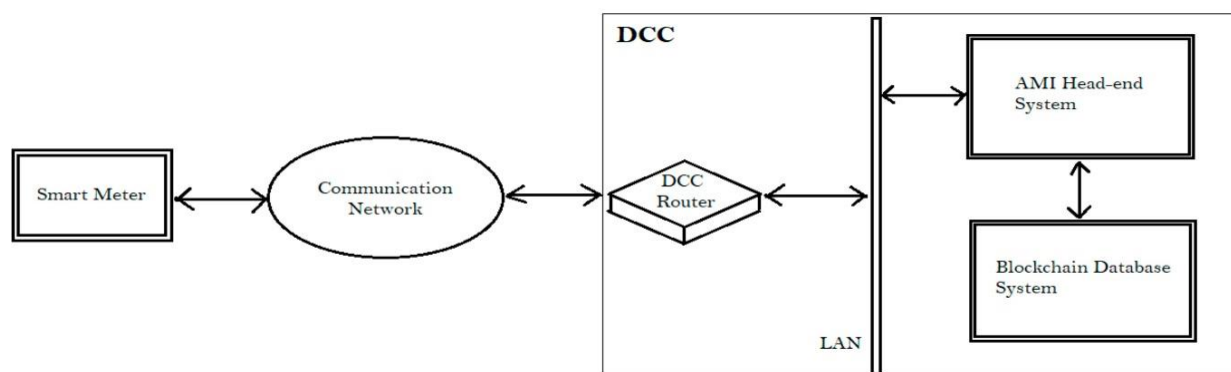 DCC
Smart Meter
Communication
Network
DCC
Router
LAN
AMI Head-end
System
Blockchain Database
System